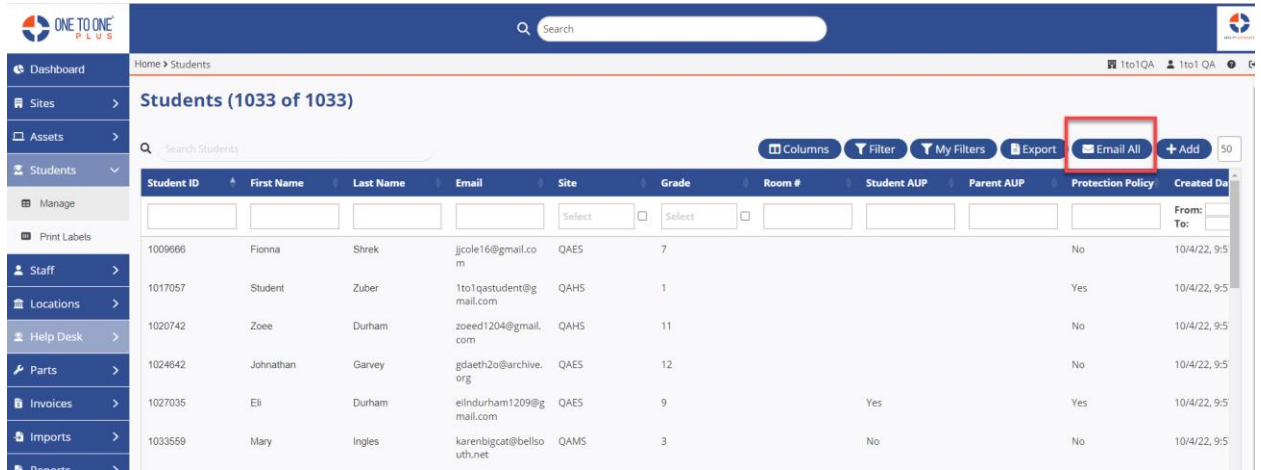 ONE TO ONE
PLUS
Search
Dashboard
Home > Students
1to1QA 1to1 QA
Sites
Students (1033 of 1033)
Assets
Search Students
Columns Filter My Filters Export Email All + Add 50
Students
Student ID First Name Last Name Email Site Grade Room # Student AUP Parent AUP Protection Policy Created Da
Manage
Select Select From:
To:
Print Labels
1009666 Fionna Shrek jjcole16@gmail.co QAES 7 No 10/4/22, 9:5
m
Staff
1017057 Student Zuber 1to1qastudent@g QAHS 1 Yes 10/4/22, 9:5
mail.com
Locations
1020742 Zoee Durham zoeed1204@gmail. QAHS 11 No 10/4/22, 9:5
com
Help Desk
1024642 Johnathan Garvey gdaeth2o@archive. QAES 12 No 10/4/22, 9:5
org
Parts
Invoices
1027035 Eli Durham eilndurham1209@g QAES 9 Yes Yes 10/4/22, 9:5
mail.com
Imports
1033559 Mary Ingles karenbigcat@bellso QAMS 3 No No 10/4/22, 9:5
uth.net
Reports